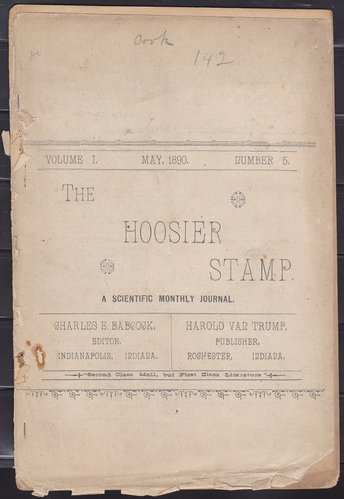 Cook
142
VOLUME I. MAY, 1890. NUMBER 5.
THE
HOOSIER
STAMP.
A SCIENTIFIC MONTHLY JOURNAL.
CHARLES E. BABCOCK,
EDITOR.
INDIANAPOLIS, INDIANA.
HAROLD VAN TRUMP,
PUBLISHER,
ROCHESTER, INDIANA.
"Second Class Mail, but First Class Literature"